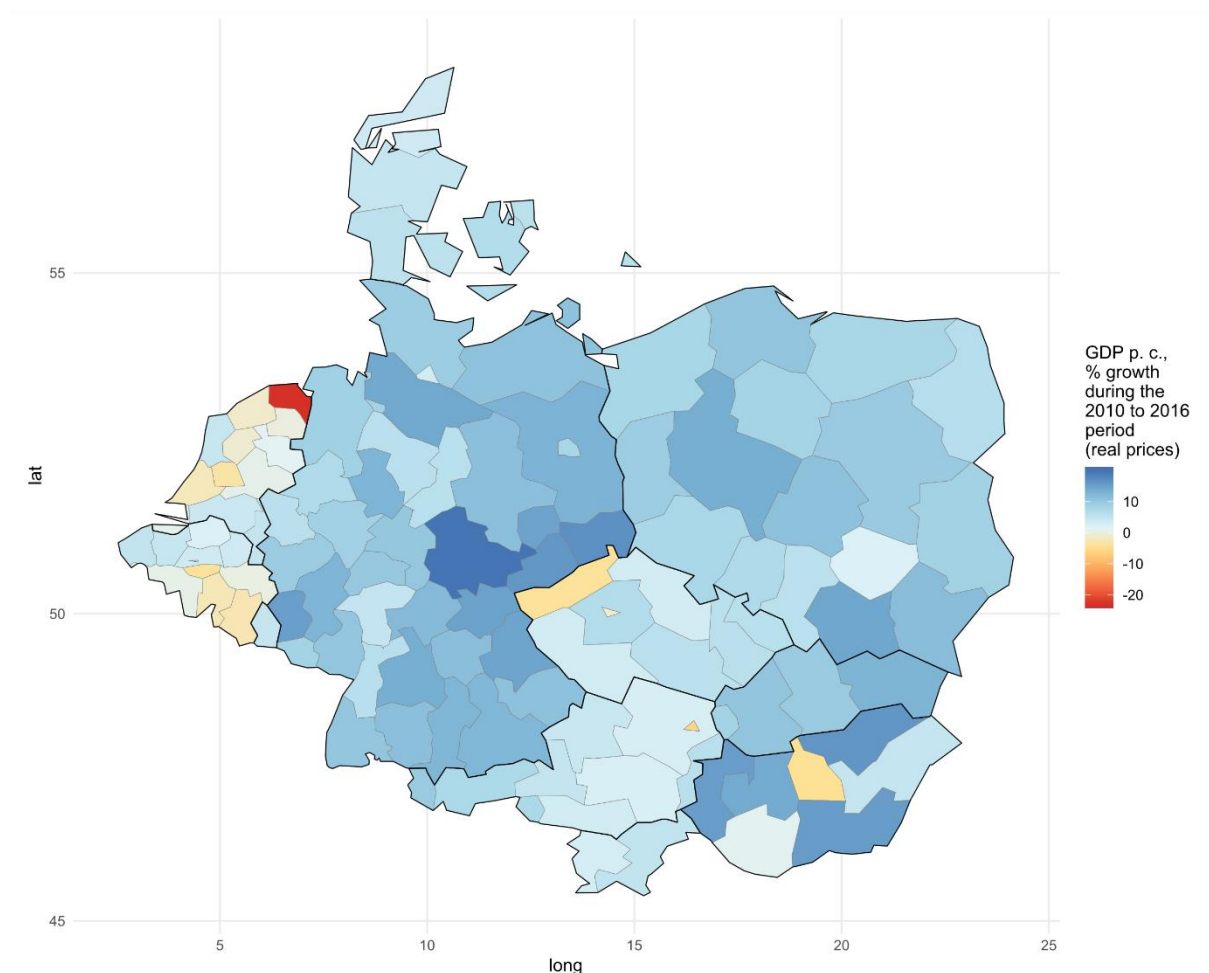 55
50
45
lat
5
10
15
20
25
long
GDP p. c.,
% growth
during the
2010 to 2016
period
(real prices)
10
0
-10
-20